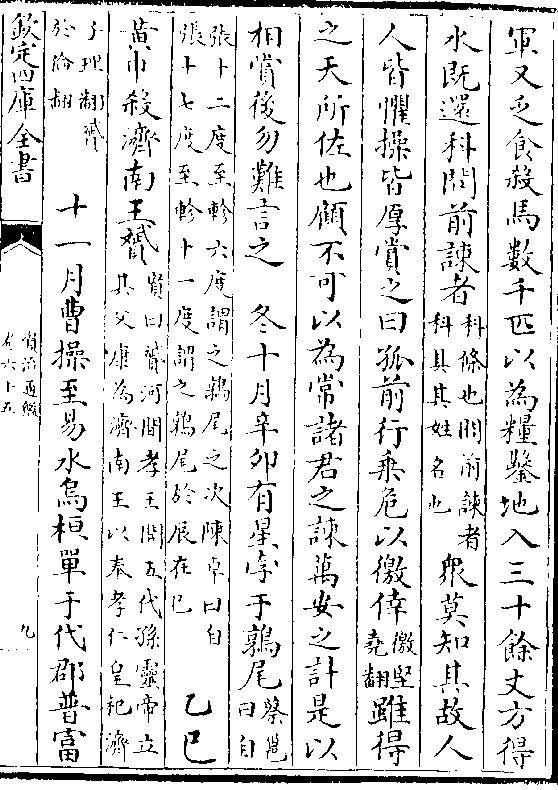 軍又乏食殺馬數千匹以為糧鑿地入三十餘丈方得
水既還科問前諫者科條也問前諫者科具其姓名也衆莫知其故人
人皆懼操皆厚賞之曰孤前行乗危以徼倖徼堅堯翻雖得
之天所佐也顧不可以為常諸君之諫萬安之計是以
相賞後勿難言之　冬十月辛卯有星孛于鶉尾蔡邕曰自
張十二度至軫六度謂之鶉尾之次陳卓曰自張十七度至軫十一度謂之鶉尾於辰在巳　乙巳
黄巾殺濟南王贇賢曰贇河間孝王開五代孫靈帝立其父康為濟南王以奉孝仁皇祀濟
子理翻贇於倫翻　十一月曹操至易水烏桓單于代郡普富
欽定四庫全書
資治通鑑
卷六十五
九